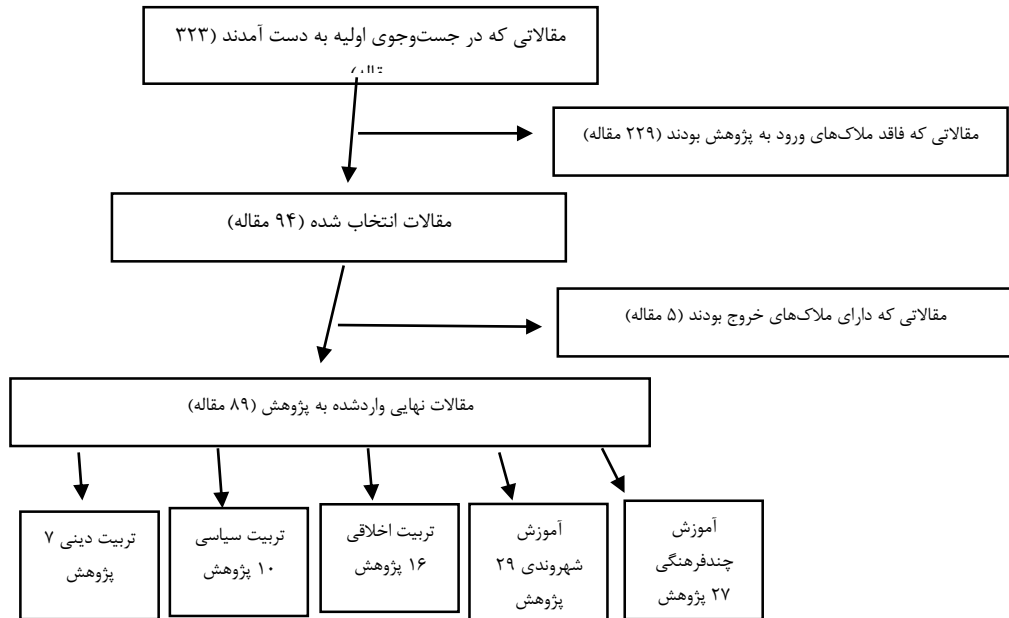 مقالاتی که در جست‌وجوی اولیه به دست آمدند (۳۲۳
مقالاتی که فاقد ملاک‌های ورود به پژوهش بودند (۲۲۹ مقاله)
مقالات انتخاب شده (۹۴ مقاله)
مقالاتی که دارای ملاک‌های خروج بودند (۵ مقاله)
مقالات نهایی واردشده به پژوهش (۸۹ مقاله)
آموزش
چندفرهنگی
۲۷ پژوهش
آموزش
شهروندی ۲۹
پژوهش
تربیت اخلاقی
۱۶ پژوهش
تربیت سیاسی
۱۰ پژوهش
تربیت دینی ۷
پژوهش